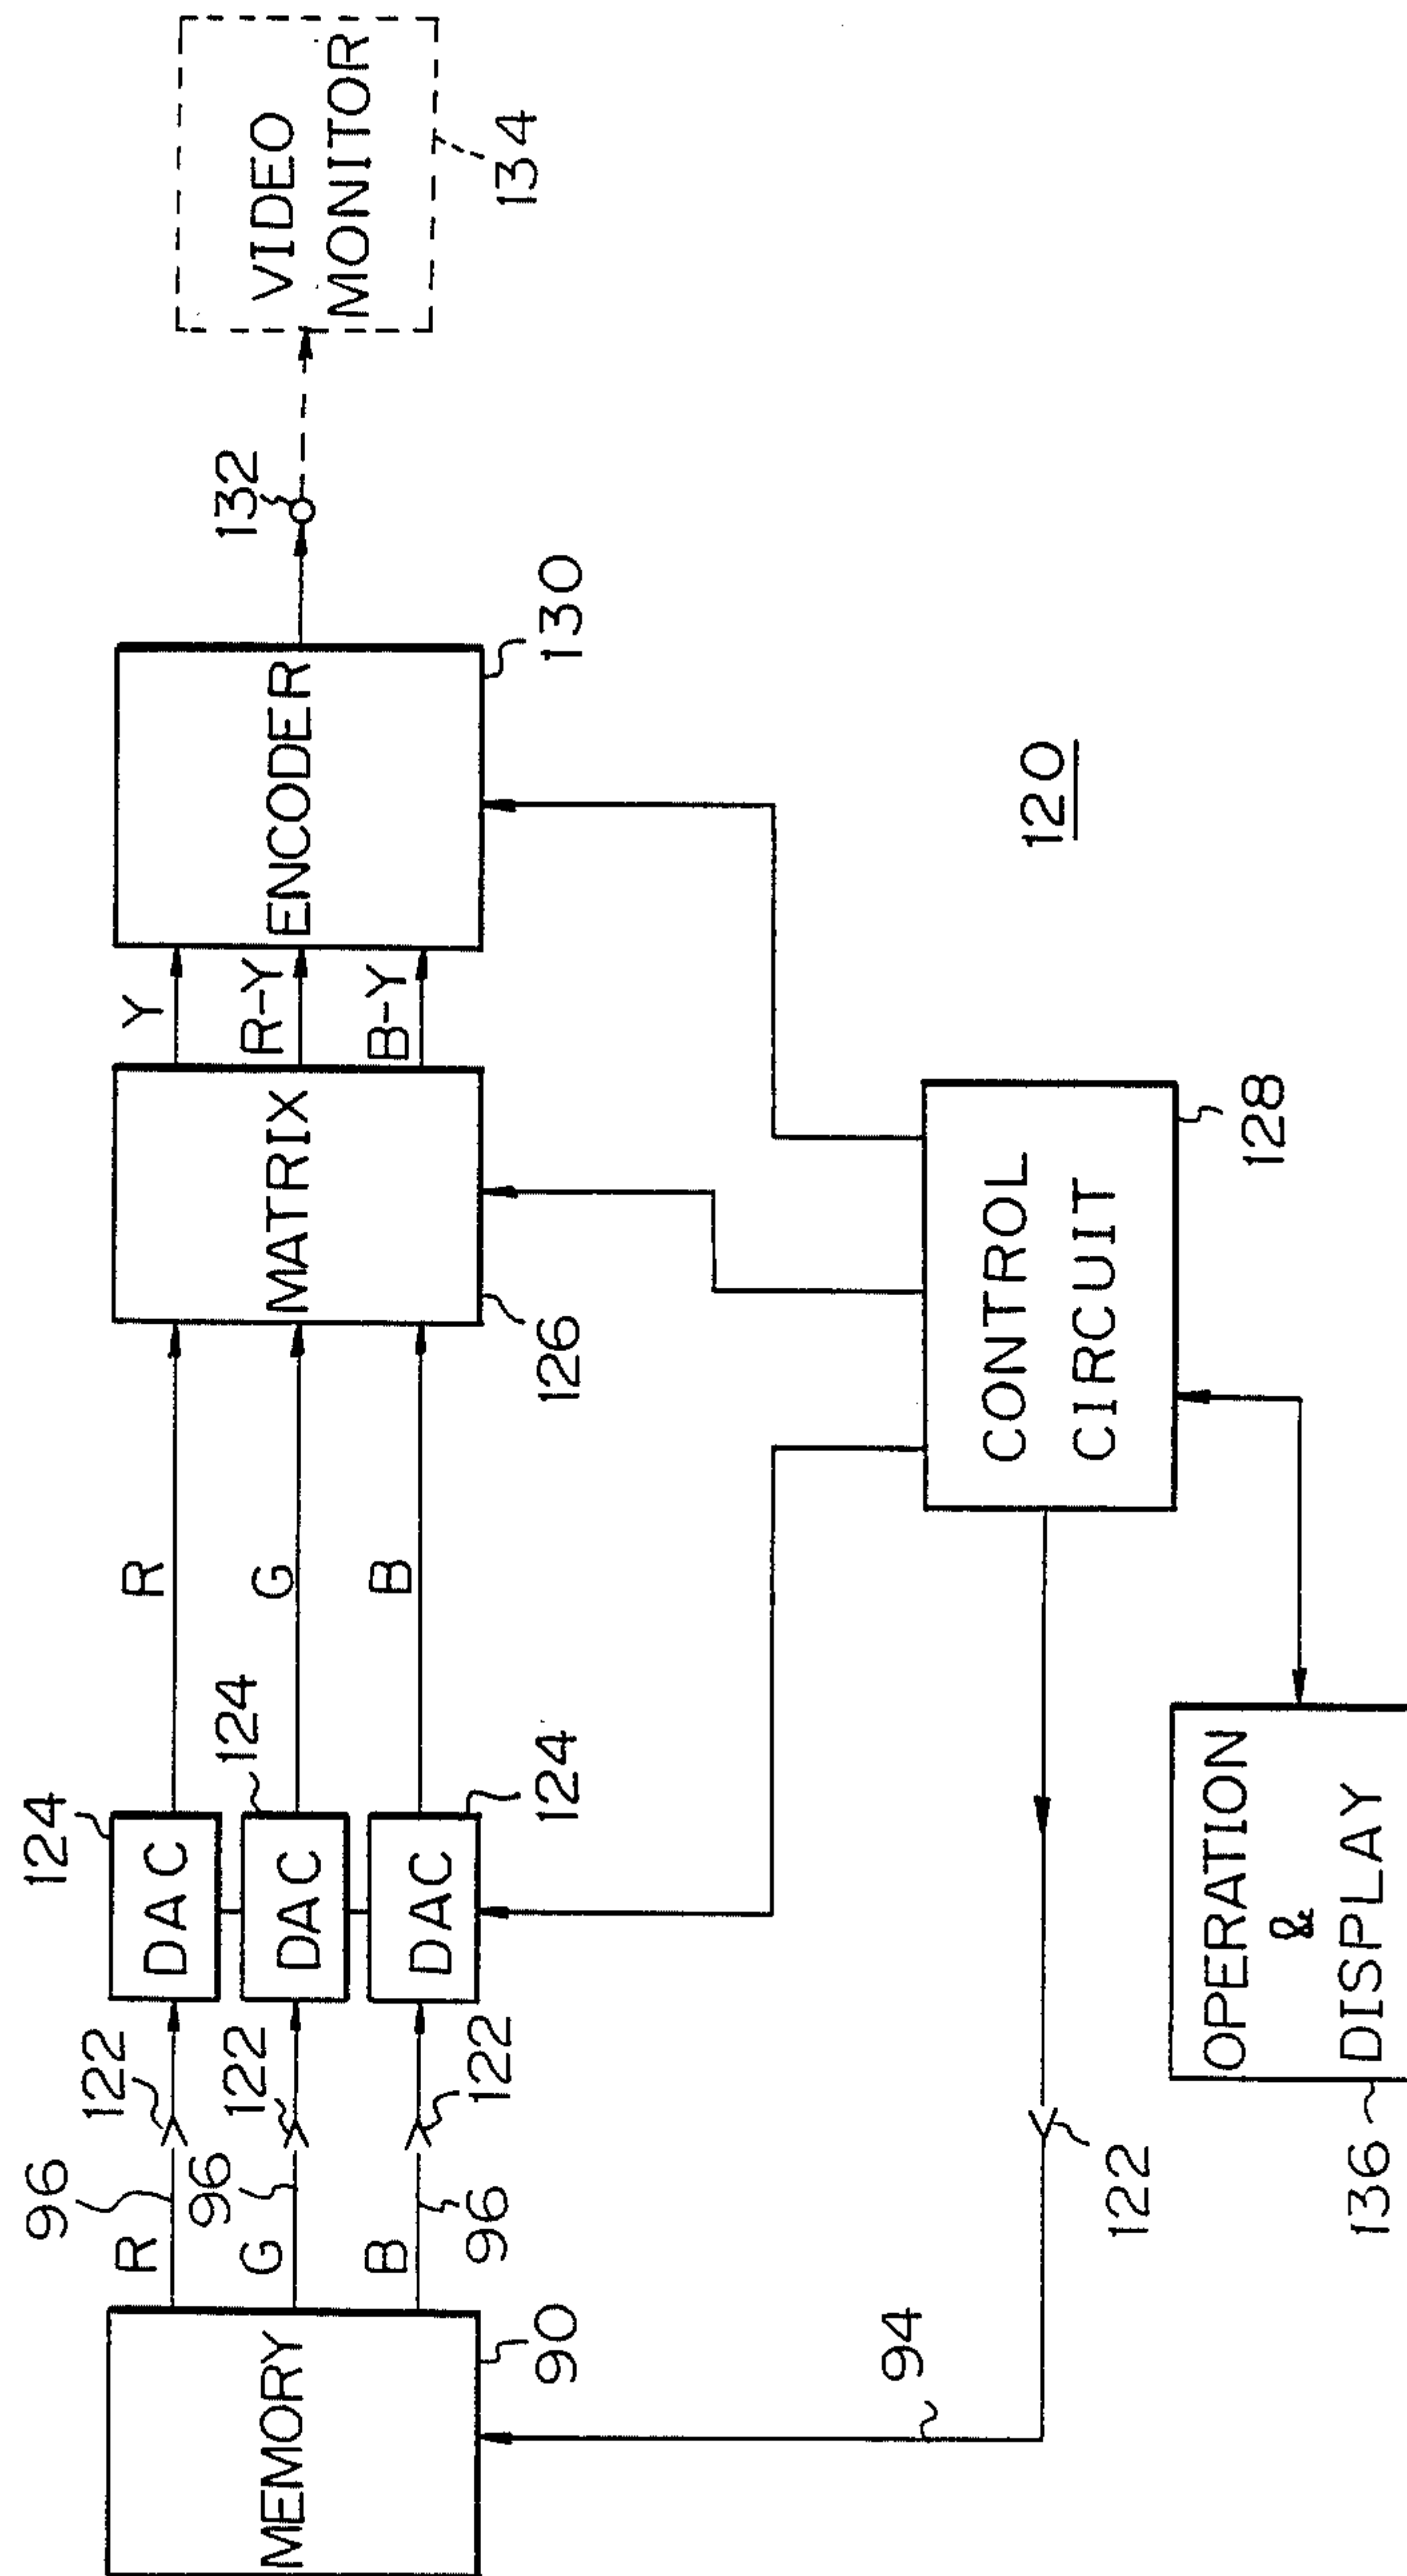 VIDEO
MONITOR
134
132
ENCODER
130
Y
R-Y
B-Y
MATRIX
126
120
CONTROL
CIRCUIT
128
R
G
B
124
124
124
DAC
DAC
DAC
122
122
122
96
96
96
R
G
B
MEMORY
90
94
122
OPERATION
&
DISPLAY
136